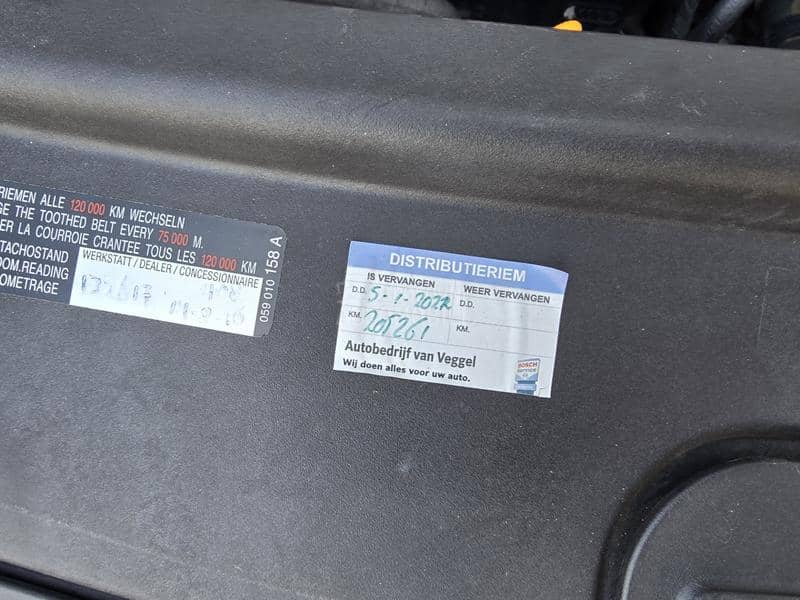 RIEMEN ALLE 120 000 KM WECHSELN
GE THE TOOTHED BELT EVERY 75 000 M.
ER LA COURROIE CRANTEE TOUS LES 120 000 KM
TACHOSTAND
DOM.READING
OMETRAGE
WERKSTATT / DEALER / CONCESSIONNAIRE
059 010 158 A
DISTRIBUTIERIEM
IS VERVANGEN
WEER VERVANGEN
D.D. 5-1-2022
D.D.
KM. 205261
KM.
Autobedrijf van Veggel
Wij doen alles voor uw auto.
BOSCH
SERVICE